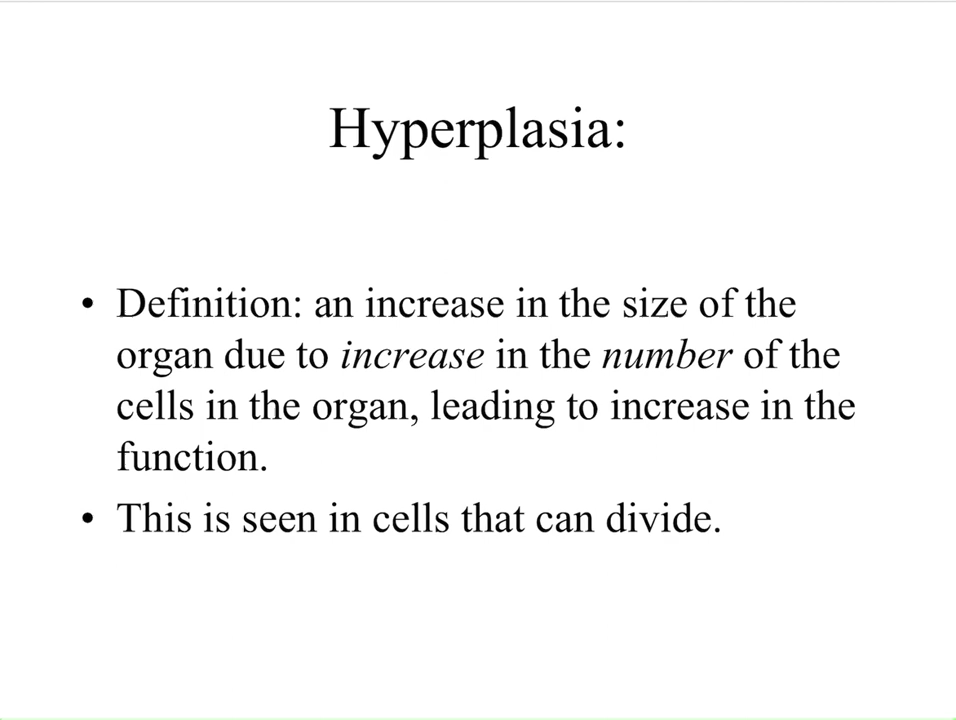 Hyperplasia:
• Definition: an increase in the size of the
organ due to increase in the number of the
cells in the organ, leading to increase in the
function.
• This is seen in cells that can divide.